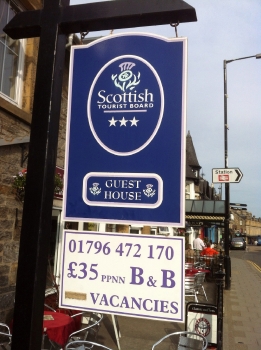 Scottish
TOURIST BOARD
★★★
GUEST
HOUSE
01796 472 170
£35 PPNN B & B
VACANCIES
Station